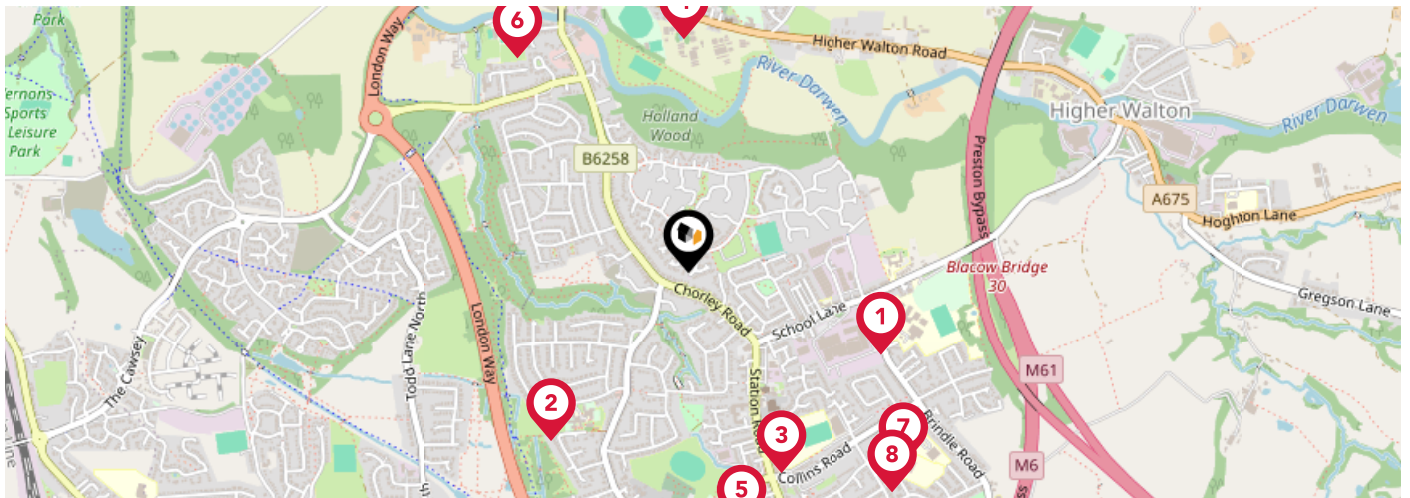 6
London Way
Higher Walton Road
River Darwen
Park
Sports
Leisure
Park
Holland
Wood
Higher Walton
River Darwen
B6258
Preston Bypass
A675
Hoghton Lane
Blacow Bridge
30
Gregson Lane
Chorley Road
School Lane
1
London Way
Todd Lane North
The Cawsey
M61
2
Station Road
3
7
8
Collins Road
Brindle Road
5
M6